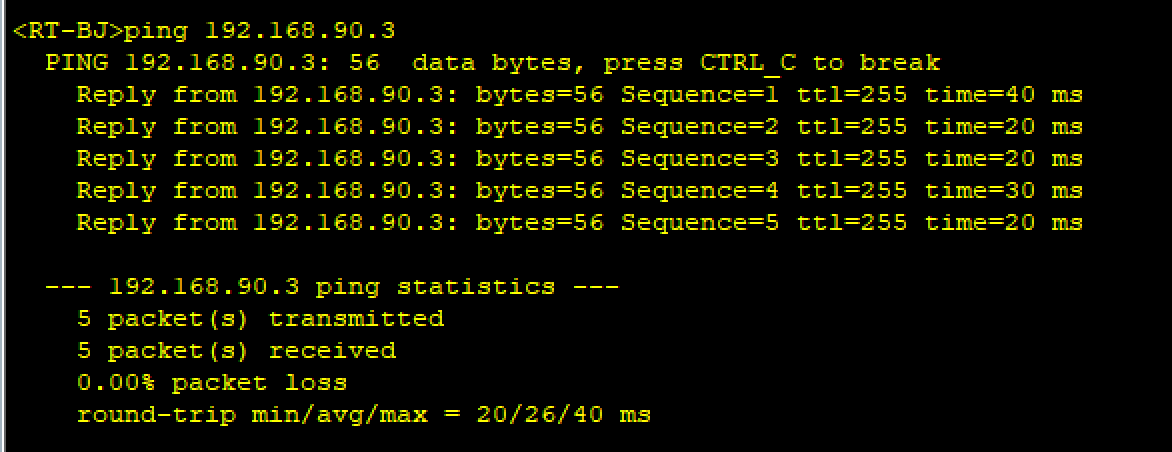 <RT-BJ>ping 192.168.90.3
PING 192.168.90.3: 56  data bytes, press CTRL_C to break
Reply from 192.168.90.3: bytes=56 Sequence=1 ttl=255 time=40 ms
Reply from 192.168.90.3: bytes=56 Sequence=2 ttl=255 time=20 ms
Reply from 192.168.90.3: bytes=56 Sequence=3 ttl=255 time=20 ms
Reply from 192.168.90.3: bytes=56 Sequence=4 ttl=255 time=30 ms
Reply from 192.168.90.3: bytes=56 Sequence=5 ttl=255 time=20 ms
--- 192.168.90.3 ping statistics ---
5 packet(s) transmitted
5 packet(s) received
0.00% packet loss
round-trip min/avg/max = 20/26/40 ms